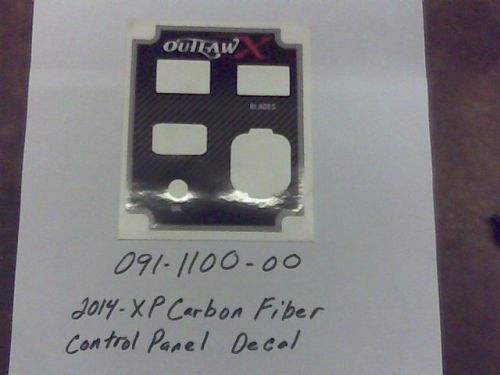 OUTLAW X
BLADES
091-1100-00
2014-XP Carbon Fiber
Control Panel Decal